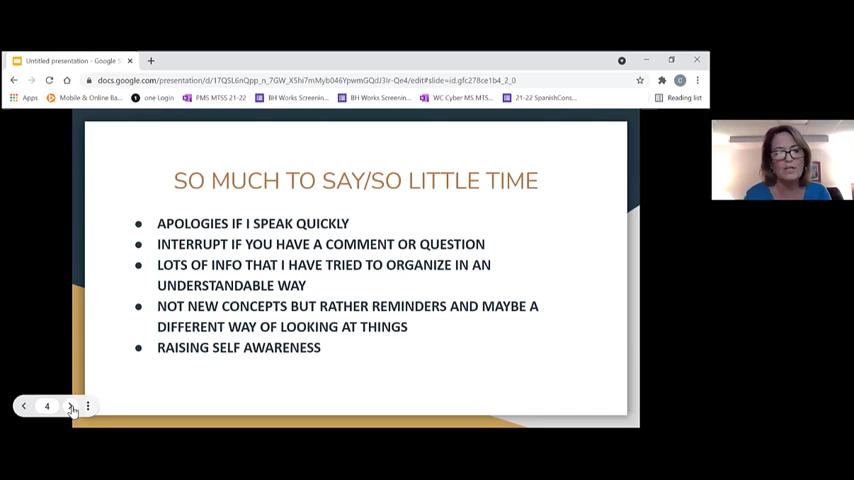 Untitled presentation - Google S
docs.google.com/presentation/d/17QSL6nQpp_n_7GW_X5hi7mMyb046YpwmGQdJ3ir-Qe4/edit#slide=id.gfc278ce1b4_2_0
Apps Mobile & Online Ba... one Login PMS MTSS 21-22 BH Works Screenin... BH Works Screenin... WC Cyber MS MTS... 21-22 SpanishCons... Reading list
SO MUCH TO SAY/SO LITTLE TIME
● APOLOGIES IF I SPEAK QUICKLY
● INTERRUPT IF YOU HAVE A COMMENT OR QUESTION
● LOTS OF INFO THAT I HAVE TRIED TO ORGANIZE IN AN
UNDERSTANDABLE WAY
● NOT NEW CONCEPTS BUT RATHER REMINDERS AND MAYBE A
DIFFERENT WAY OF LOOKING AT THINGS
● RAISING SELF AWARENESS
4